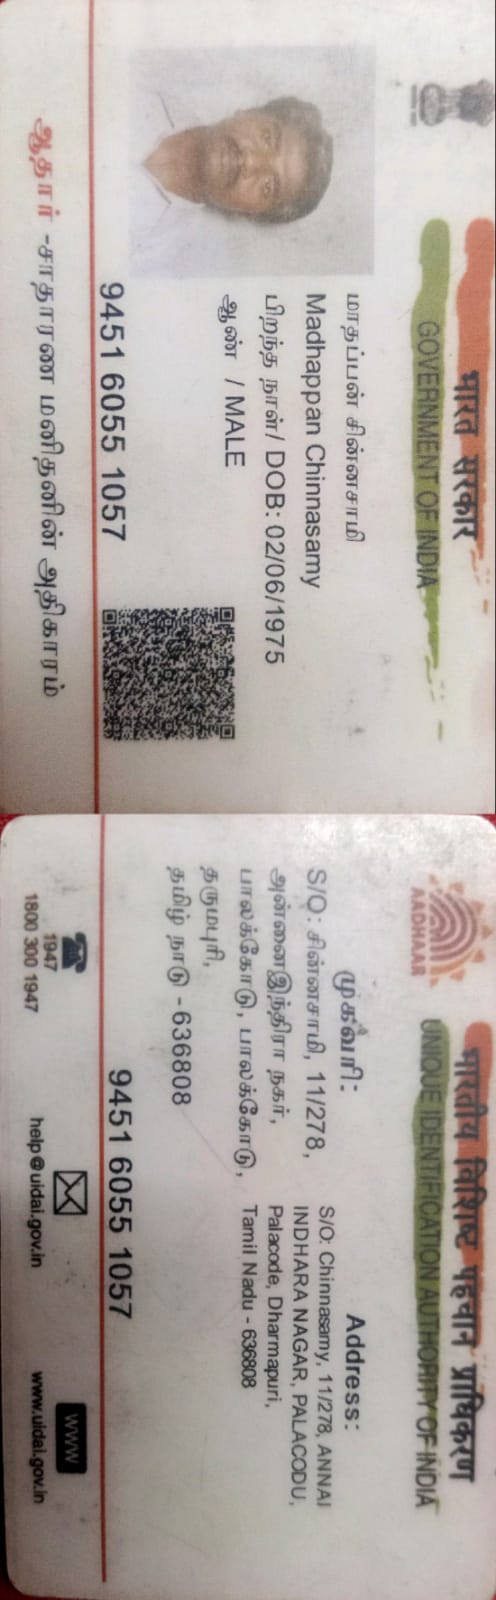 भारत सरकार
GOVERNMENT OF INDIA
மாதப்பன் சின்னசாமி
Madhappan Chinnasamy
பிறந்த நாள் / DOB: 02/06/1975
ஆண் / MALE
9451 6055 1057
ஆதார் -சாதாரண மனிதனின் அதிகாரம்
भारतीय विशिष्ट पहचान प्राधिकरण
UNIQUE IDENTIFICATION AUTHORITY OF INDIA
AADHAAR
முகவரி:
S/O: சின்னசாமி, 11/278,
அன்னைஇந்திரா நகர்,
பாலக்கோடு, பாலக்கோடு,
தருமபுரி,
தமிழ் நாடு - 636808
Address:
S/O: Chinnasamy, 11/278, ANNAI
INDHARA NAGAR, PALACODU,
Palacode, Dharmapuri,
Tamil Nadu - 636808
9451 6055 1057
1947
1800 300 1947
help@uidai.gov.in
www
www.uidai.gov.in